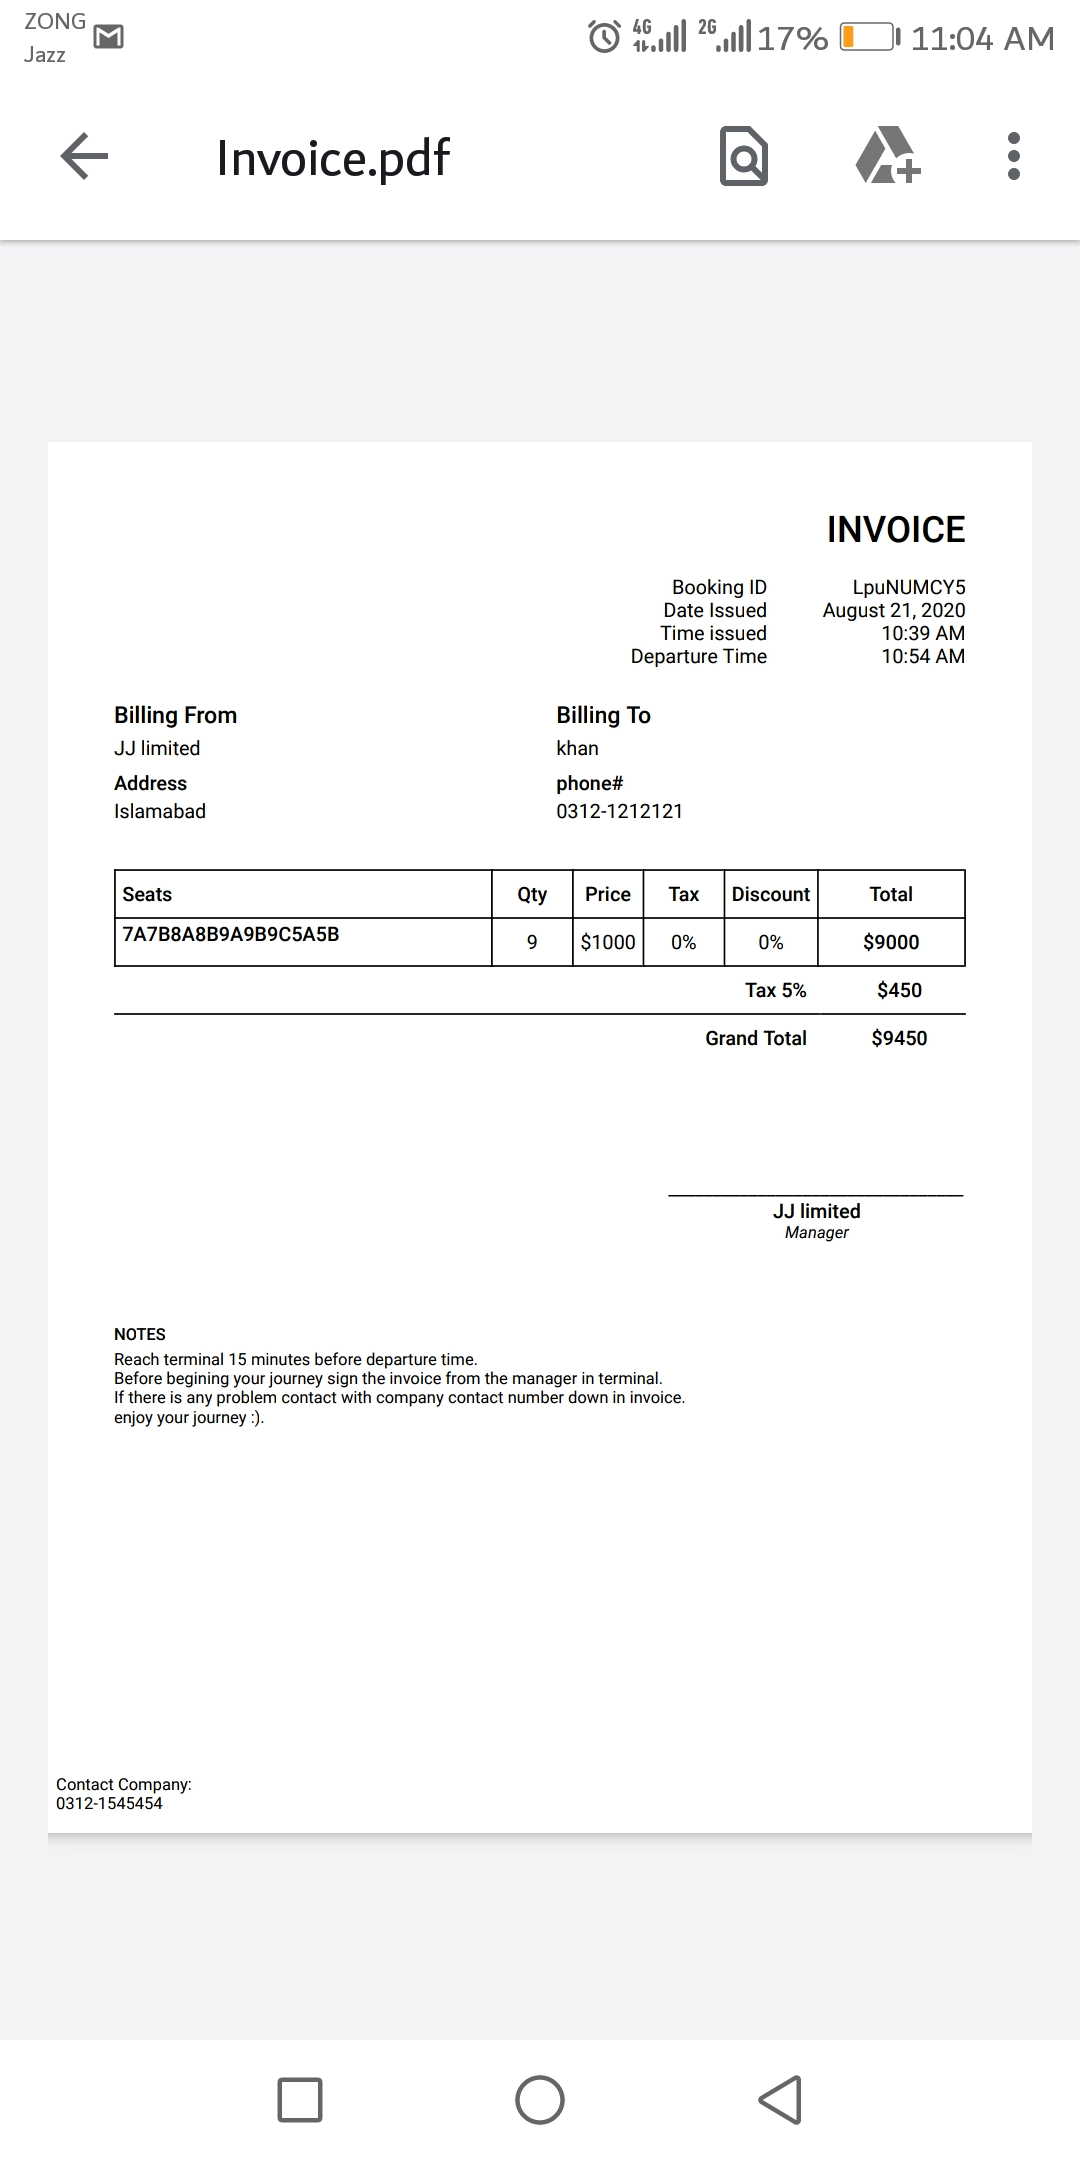 ZONG
Jazz
4G
2G
17%
11:04 AM
Invoice.pdf
INVOICE
Booking ID LpuNUMCY5
Date Issued August 21, 2020
Time issued 10:39 AM
Departure Time 10:54 AM
Billing From Billing To
JJ limited khan
Address phone#
Islamabad 0312-1212121
Seats Qty Price Tax Discount Total
7A7B8A8B9A9B9C5A5B 9 $1000 0% 0% $9000
Tax 5% $450
Grand Total $9450
JJ limited
Manager
NOTES
Reach terminal 15 minutes before departure time.
Before begining your journey sign the invoice from the manager in terminal.
If there is any problem contact with company contact number down in invoice.
enjoy your journey :).
Contact Company:
0312-1545454